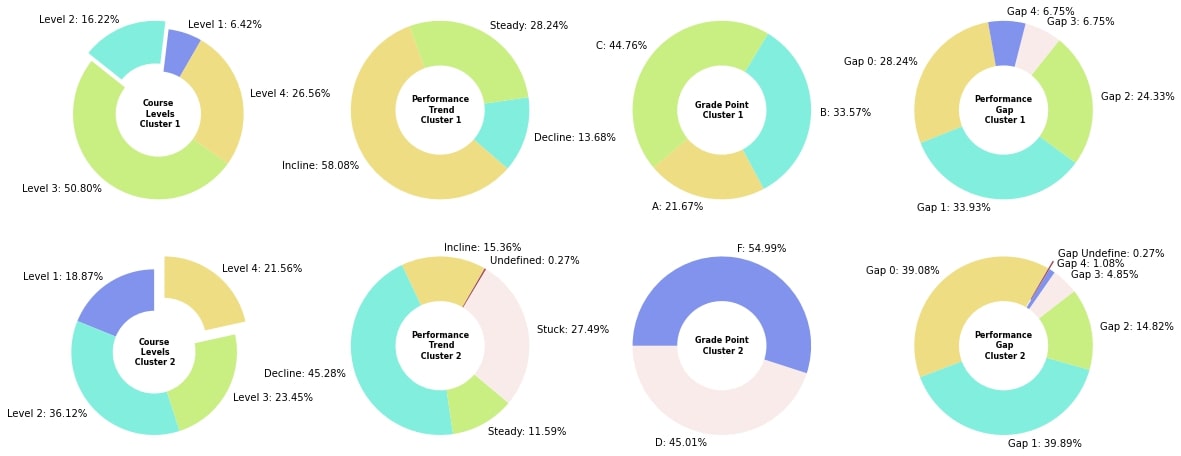 Level 2: 16.22%
Level 1: 6.42%
Level 4: 26.56%
Level 3: 50.80%
Course
Levels
Cluster 1
Steady: 28.24%
Decline: 13.68%
Incline: 58.08%
Performance
Trend
Cluster 1
C: 44.76%
B: 33.57%
A: 21.67%
Grade Point
Cluster 1
Gap 4: 6.75%
Gap 3: 6.75%
Gap 0: 28.24%
Gap 2: 24.33%
Gap 1: 33.93%
Performance
Gap
Cluster 1
Level 1: 18.87%
Level 4: 21.56%
Level 3: 23.45%
Level 2: 36.12%
Course
Levels
Cluster 2
Incline: 15.36%
Undefined: 0.27%
Stuck: 27.49%
Decline: 45.28%
Steady: 11.59%
Performance
Trend
Cluster 2
F: 54.99%
D: 45.01%
Grade Point
Cluster 2
Gap Undefine: 0.27%
Gap 4: 1.08%
Gap 3: 4.85%
Gap 0: 39.08%
Gap 2: 14.82%
Gap 1: 39.89%
Performance
Gap
Cluster 2